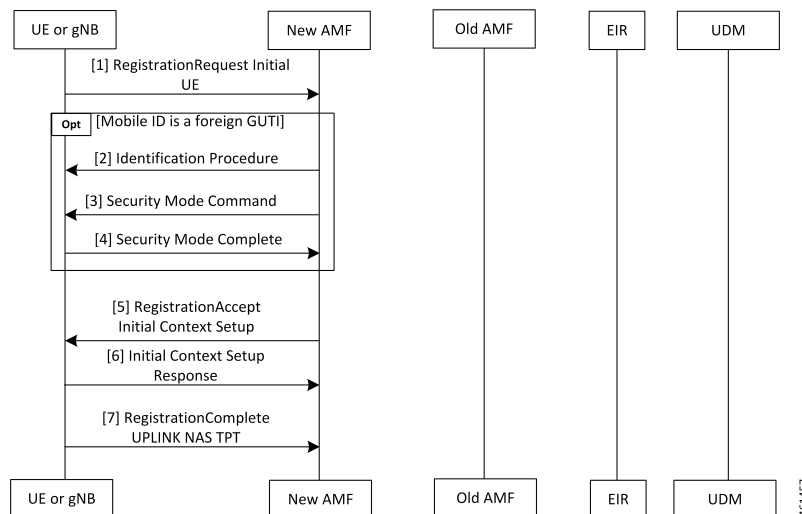 UE or gNB
New AMF
Old AMF
EIR
UDM
[1] RegistrationRequest Initial
UE
Opt
[Mobile ID is a foreign GUTI]
[2] Identification Procedure
[3] Security Mode Command
[4] Security Mode Complete
[5] RegistrationAccept
Initial Context Setup
[6] Initial Context Setup
Response
[7] RegistrationComplete
UPLINK NAS TPT
UE or gNB
New AMF
Old AMF
EIR
UDM